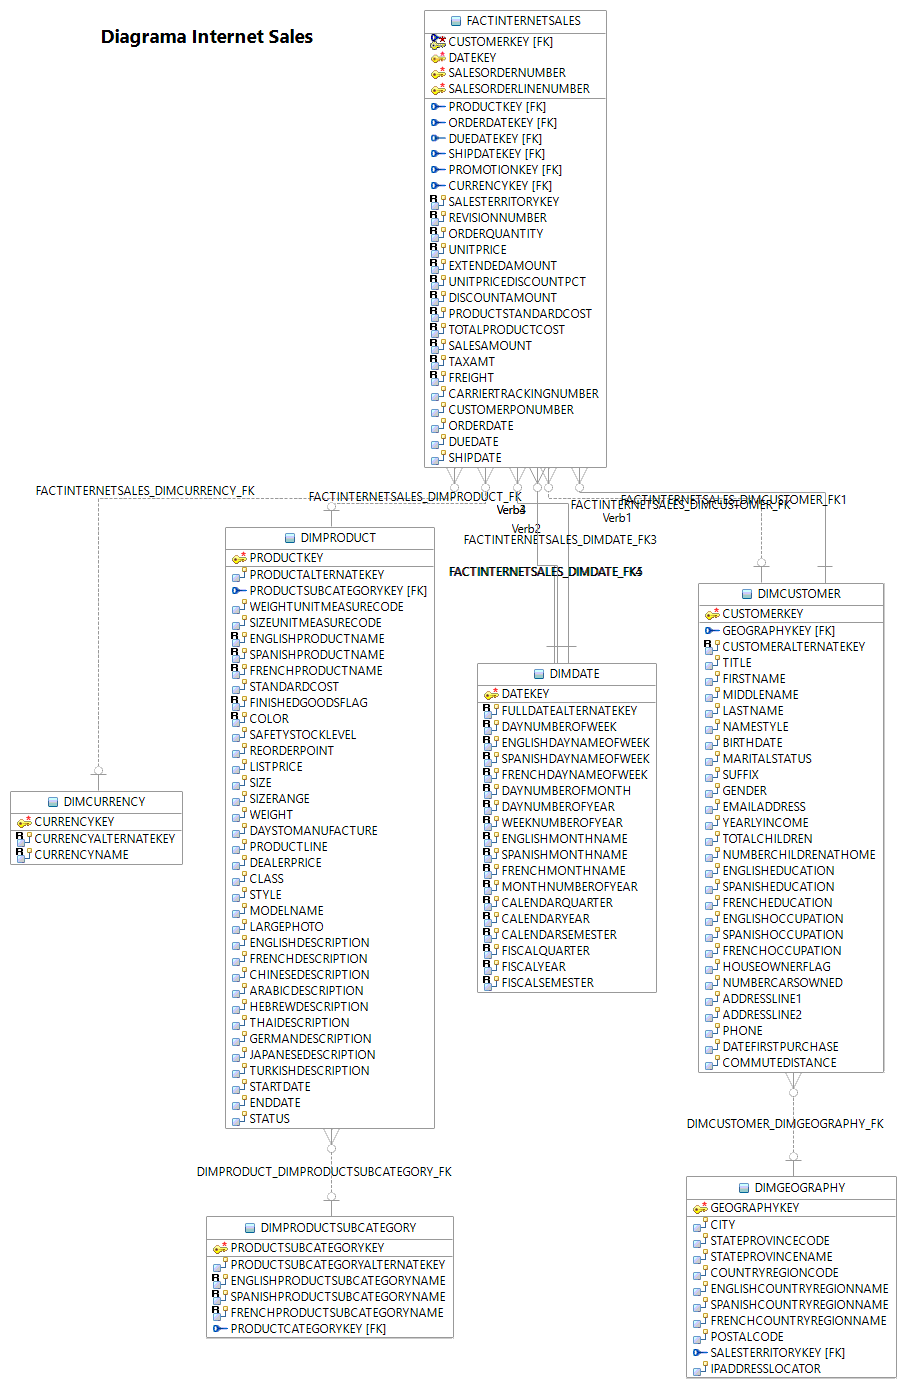 Diagrama Internet Sales
FACTINTERNETSALES
CUSTOMERKEY [FK]
DATEKEY
SALESORDERNUMBER
SALESORDERLINENUMBER
PRODUCTKEY [FK]
ORDERDATEKEY [FK]
DUEDATEKEY [FK]
SHIPDATEKEY [FK]
PROMOTIONKEY [FK]
CURRENCYKEY [FK]
SALESTERRITORYKEY
REVISIONNUMBER
ORDERQUANTITY
UNITPRICE
EXTENDEDAMOUNT
UNITPRICEDISCOUNTPCT
DISCOUNTAMOUNT
PRODUCTSTANDARDCOST
TOTALPRODUCTCOST
SALESAMOUNT
TAXAMT
FREIGHT
CARRIERTRACKINGNUMBER
CUSTOMERPONUMBER
ORDERDATE
DUEDATE
SHIPDATE
FACTINTERNETSALES_DIMCURRENCY_FK
FACTINTERNETSALES_DIMPRODUCT_FK
FACTINTERNETSALES_DIMCUSTOMER_FK1
FACTINTERNETSALES_DIMCUSTOMER_FK
Verb1
Verb2
FACTINTERNETSALES_DIMDATE_FK3
DIMPRODUCT
PRODUCTKEY
PRODUCTALTERNATEKEY
PRODUCTSUBCATEGORYKEY [FK]
WEIGHTUNITMEASURECODE
SIZEUNITMEASURECODE
ENGLISHPRODUCTNAME
SPANISHPRODUCTNAME
FRENCHPRODUCTNAME
STANDARDCOST
FINISHEDGOODSFLAG
COLOR
SAFETYSTOCKLEVEL
REORDERPOINT
LISTPRICE
SIZE
SIZERANGE
WEIGHT
DAYSTOMANUFACTURE
PRODUCTLINE
DEALERPRICE
CLASS
STYLE
MODELNAME
LARGEPHOTO
ENGLISHDESCRIPTION
FRENCHDESCRIPTION
CHINESEDESCRIPTION
ARABICDESCRIPTION
HEBREWDESCRIPTION
THAIDESCRIPTION
GERMANDESCRIPTION
JAPANESEDESCRIPTION
TURKISHDESCRIPTION
STARTDATE
ENDDATE
STATUS
DIMDATE
DATEKEY
FULLDATEALTERNATEKEY
DAYNUMBEROFWEEK
ENGLISHDAYNAMEOFWEEK
SPANISHDAYNAMEOFWEEK
FRENCHDAYNAMEOFWEEK
DAYNUMBEROFMONTH
DAYNUMBEROFYEAR
WEEKNUMBEROFYEAR
ENGLISHMONTHNAME
SPANISHMONTHNAME
FRENCHMONTHNAME
MONTHNUMBEROFYEAR
CALENDARQUARTER
CALENDARYEAR
CALENDARSEMESTER
FISCALQUARTER
FISCALYEAR
FISCALSEMESTER
DIMCUSTOMER
CUSTOMERKEY
GEOGRAPHYKEY [FK]
CUSTOMERALTERNATEKEY
TITLE
FIRSTNAME
MIDDLENAME
LASTNAME
NAMESTYLE
BIRTHDATE
MARITALSTATUS
SUFFIX
GENDER
EMAILADDRESS
YEARLYINCOME
TOTALCHILDREN
NUMBERCHILDRENATHOME
ENGLISHEDUCATION
SPANISHEDUCATION
FRENCHEDUCATION
ENGLISHOCCUPATION
SPANISHOCCUPATION
FRENCHOCCUPATION
HOUSEOWNERFLAG
NUMBERCARSOWNED
ADDRESSLINE1
ADDRESSLINE2
PHONE
DATEFIRSTPURCHASE
COMMUTEDISTANCE
DIMCURRENCY
CURRENCYKEY
CURRENCYALTERNATEKEY
CURRENCYNAME
DIMCUSTOMER_DIMGEOGRAPHY_FK
DIMPRODUCT_DIMPRODUCTSUBCATEGORY_FK
DIMPRODUCTSUBCATEGORY
PRODUCTSUBCATEGORYKEY
PRODUCTSUBCATEGORYALTERNATEKEY
ENGLISHPRODUCTSUBCATEGORYNAME
SPANISHPRODUCTSUBCATEGORYNAME
FRENCHPRODUCTSUBCATEGORYNAME
PRODUCTCATEGORYKEY [FK]
DIMGEOGRAPHY
GEOGRAPHYKEY
CITY
STATEPROVINCECODE
STATEPROVINCENAME
COUNTRYREGIONCODE
ENGLISHCOUNTRYREGIONNAME
SPANISHCOUNTRYREGIONNAME
FRENCHCOUNTRYREGIONNAME
POSTALCODE
SALESTERRITORYKEY [FK]
IPADDRESSLOCATOR